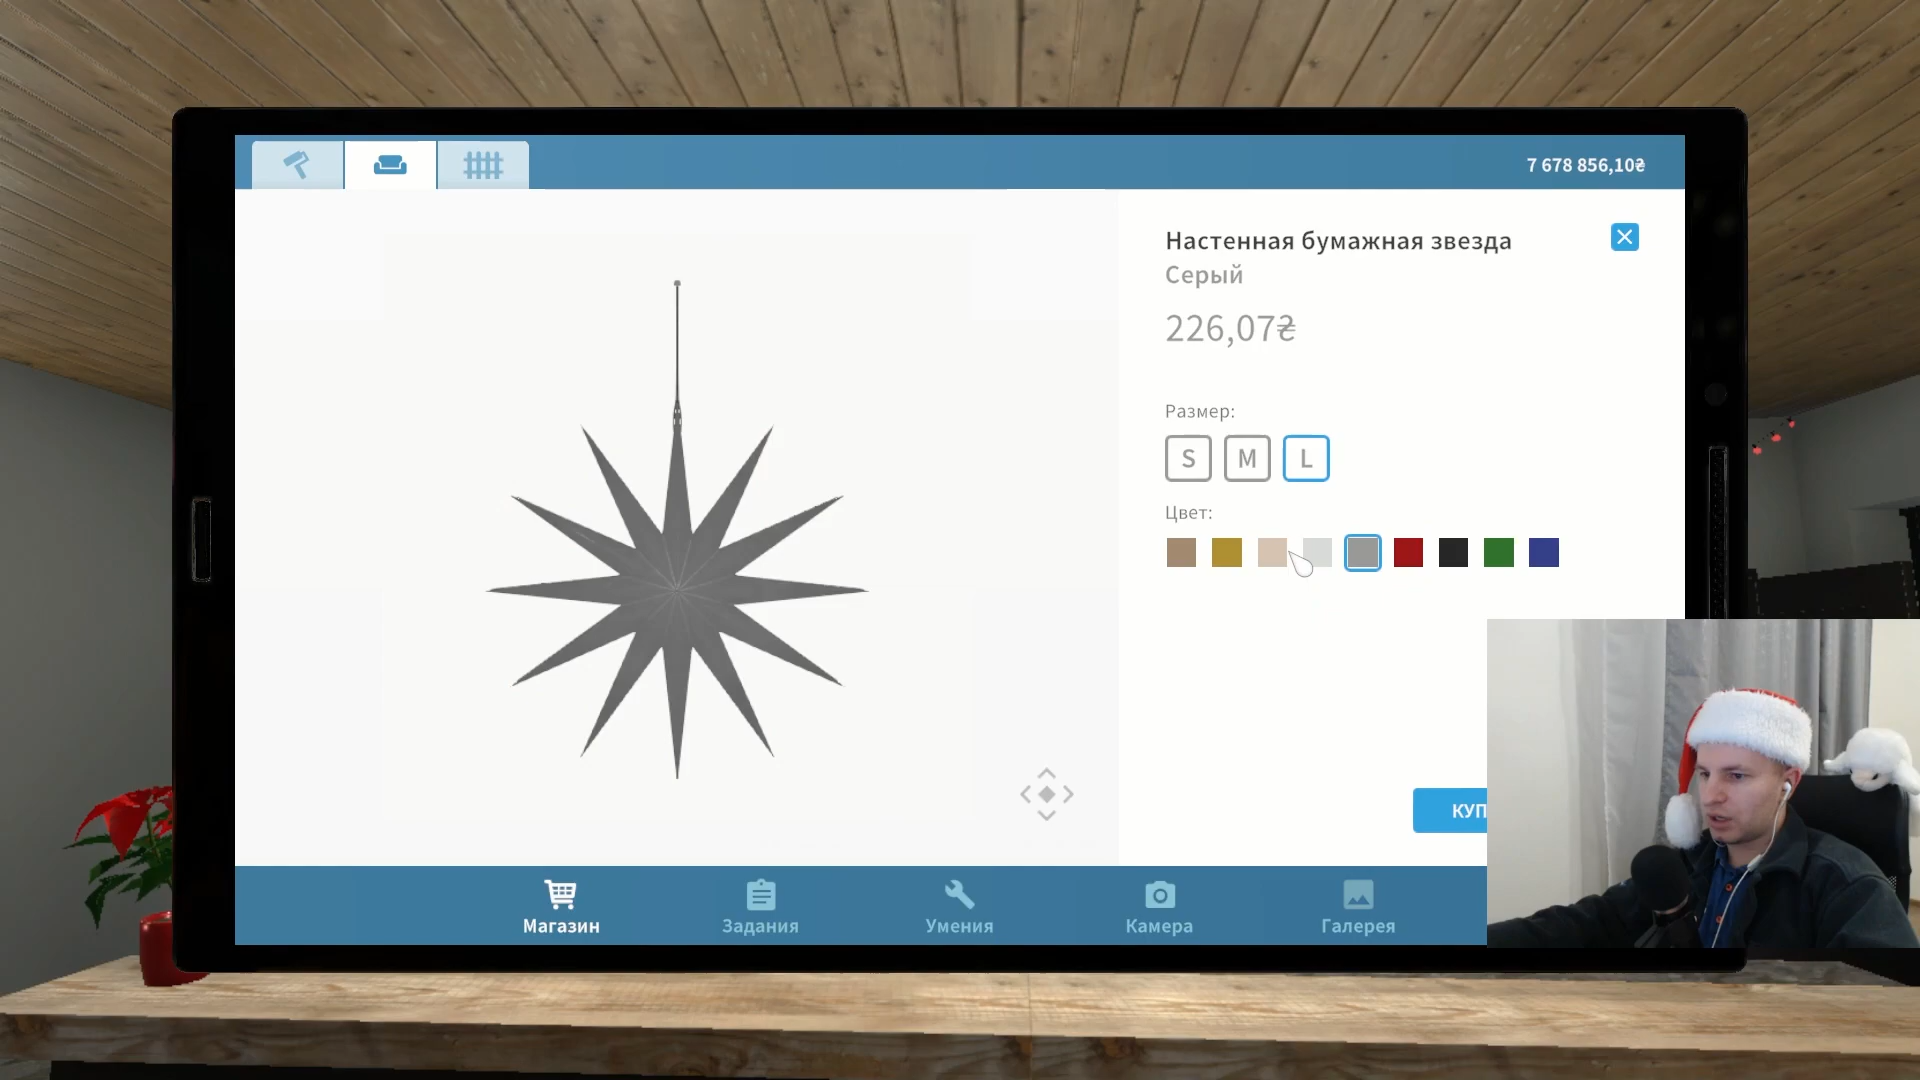 7 678 856,10₴
Настенная бумажная звезда
Серый
226,07₴
Размер:
S M L
Цвет:
КУП
Магазин Задания Умения Камера Галерея